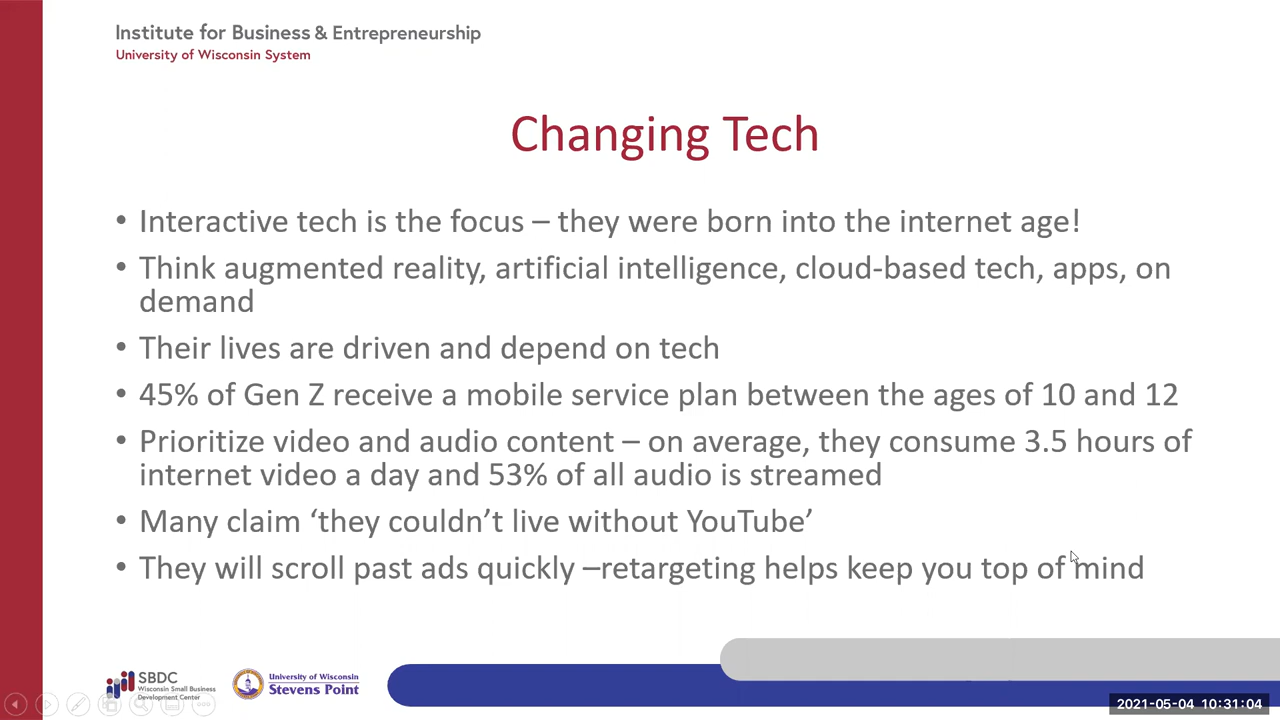 Institute for Business & Entrepreneurship
University of Wisconsin System
Changing Tech
• Interactive tech is the focus – they were born into the internet age!
• Think augmented reality, artificial intelligence, cloud-based tech, apps, on
demand
• Their lives are driven and depend on tech
• 45% of Gen Z receive a mobile service plan between the ages of 10 and 12
• Prioritize video and audio content – on average, they consume 3.5 hours of
internet video a day and 53% of all audio is streamed
• Many claim ‘they couldn’t live without YouTube’
• They will scroll past ads quickly –retargeting helps keep you top of mind
SBDC
Wisconsin Small Business
Development Center
University of Wisconsin
Stevens Point
2021-05-04 10:31:04